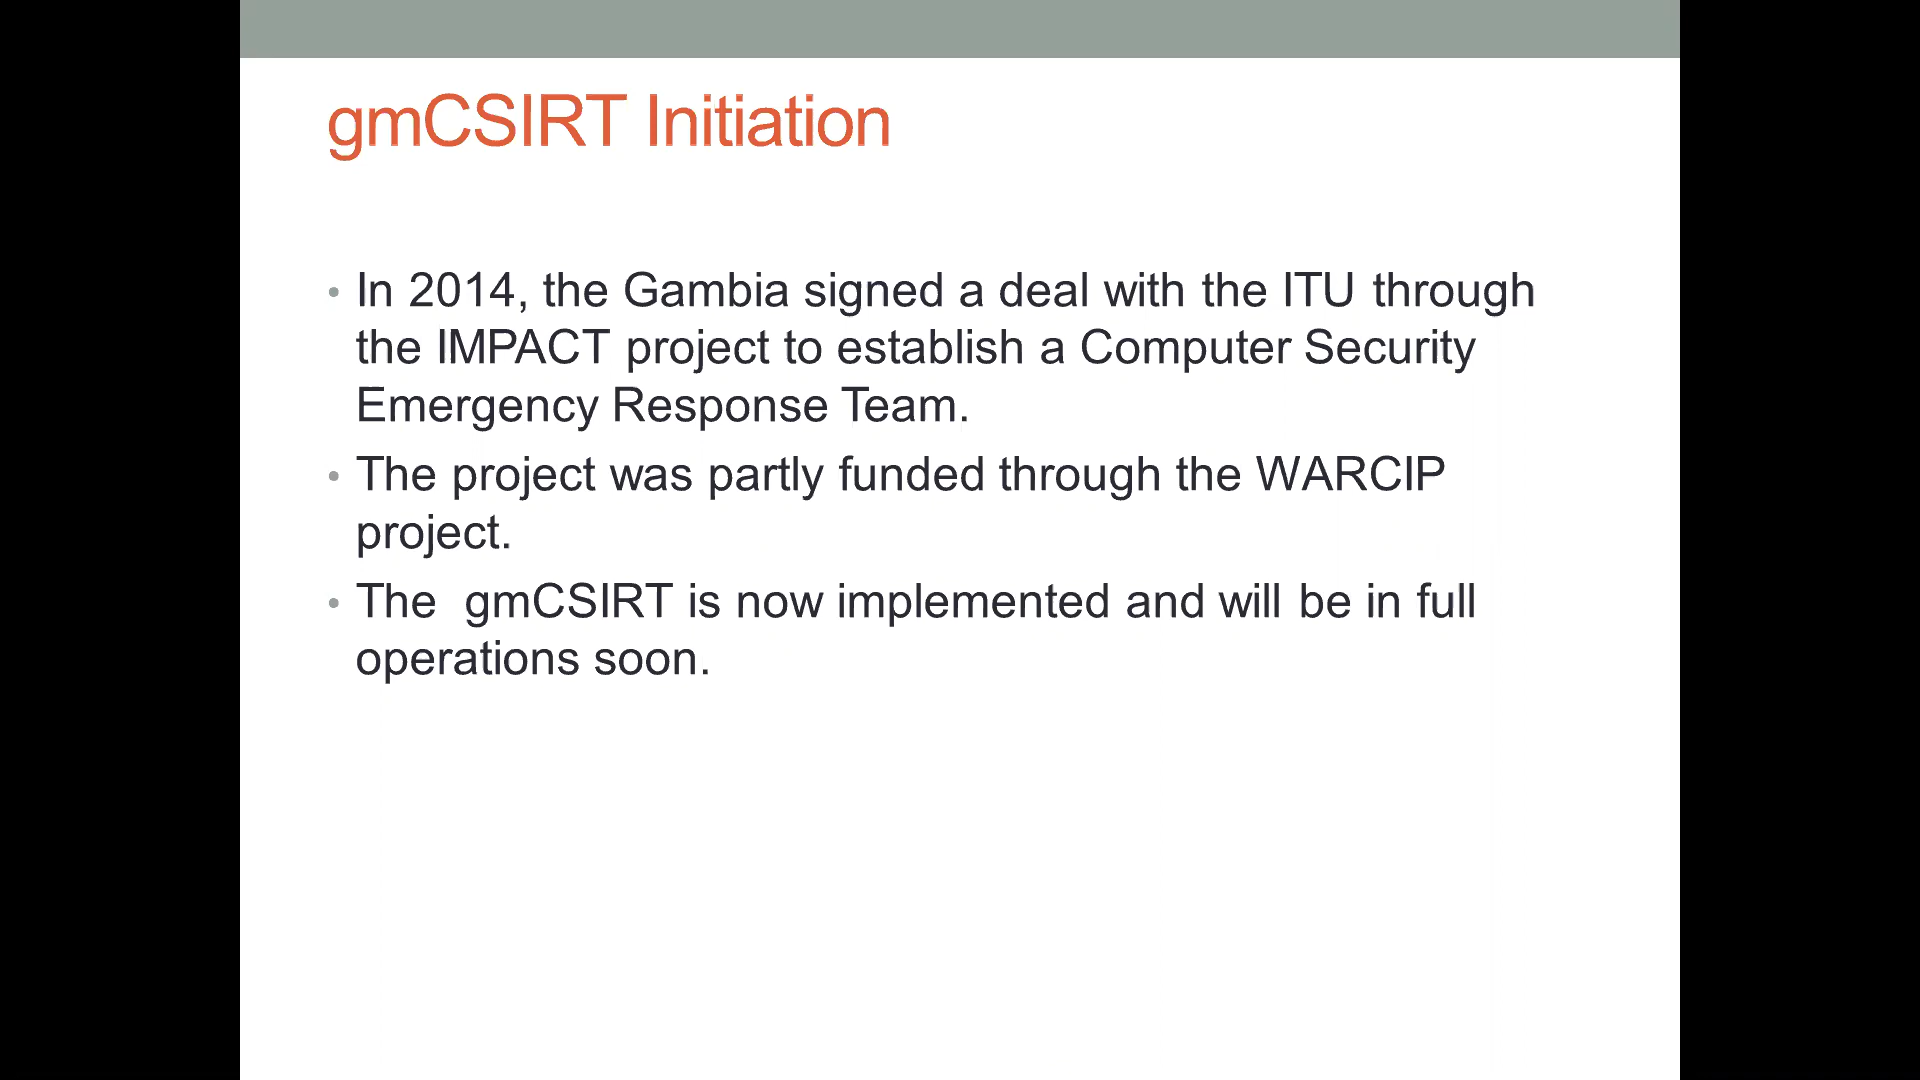 gmCSIRT Initiation
• In 2014, the Gambia signed a deal with the ITU through
the IMPACT project to establish a Computer Security
Emergency Response Team.
• The project was partly funded through the WARCIP
project.
• The  gmCSIRT is now implemented and will be in full
operations soon.